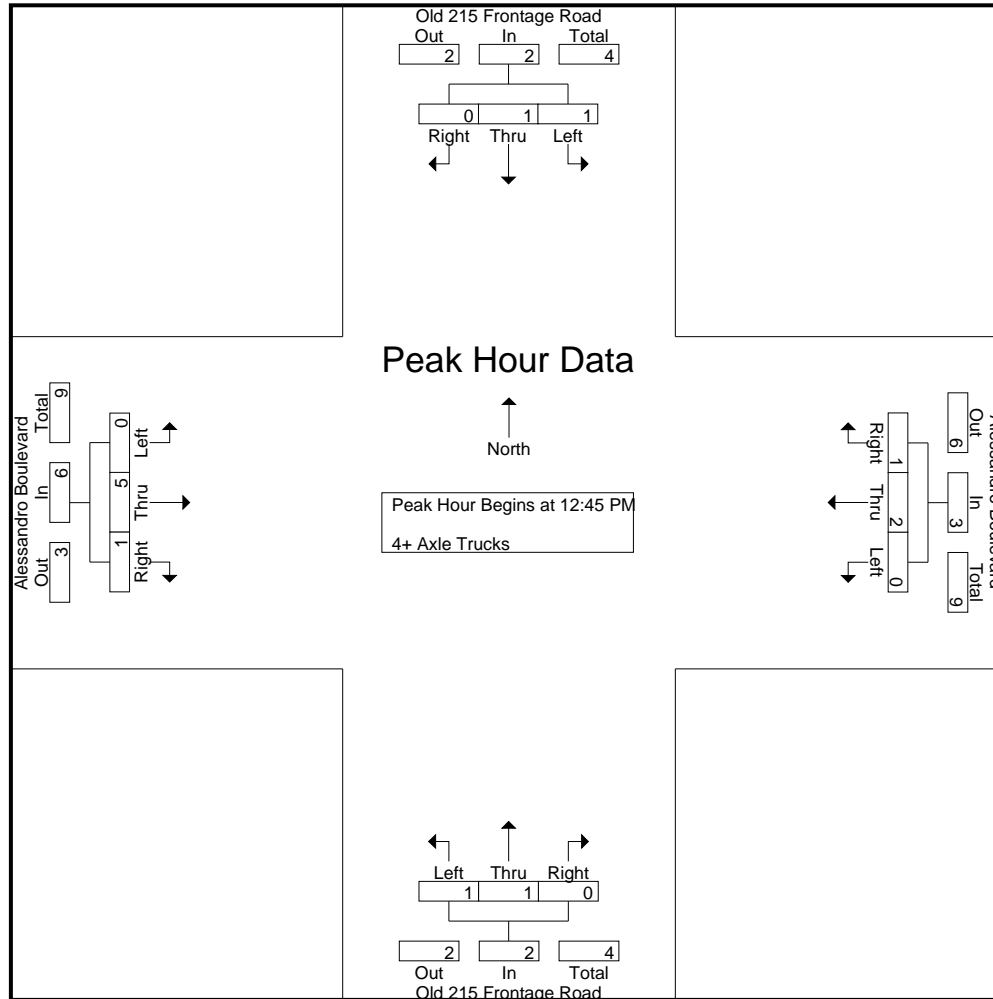 Old 215 Frontage Road
Out In Total
2 2 4
0 1 1
Right Thru Left
Peak Hour Data
North
Peak Hour Begins at 12:45 PM
4+ Axle Trucks
Alessandro Boulevard
Total In Out
9 6 3
0 5 1
Left Thru Right
Right Thru Left
1 2 0
6 3 9
Out In Total
Left Thru Right
1 1 0
2 2 4
Out In Total
Old 215 Frontage Road